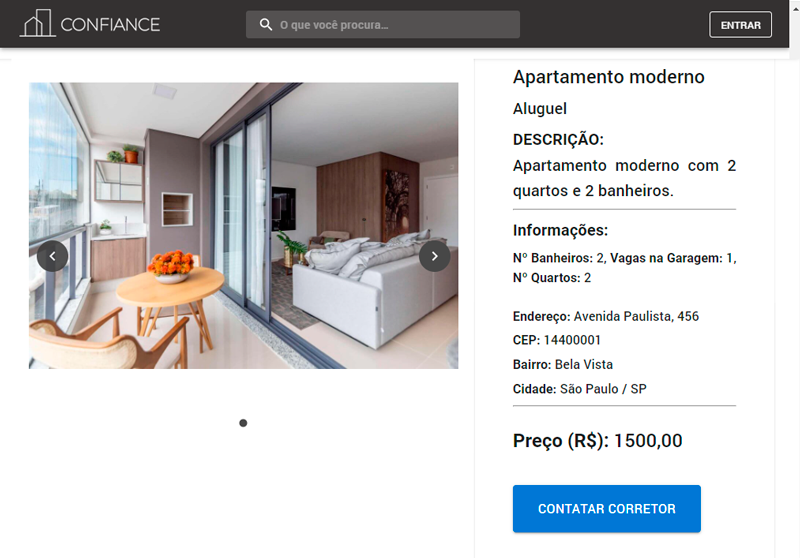 CONFIANCE
O que você procura...
ENTRAR
Apartamento moderno
Aluguel
DESCRIÇÃO:
Apartamento moderno com 2
quartos e 2 banheiros.
Informações:
Nº Banheiros: 2, Vagas na Garagem: 1,
Nº Quartos: 2
Endereço: Avenida Paulista, 456
CEP: 14400001
Bairro: Bela Vista
Cidade: São Paulo / SP
Preço (R$): 1500,00
CONTATAR CORRETOR